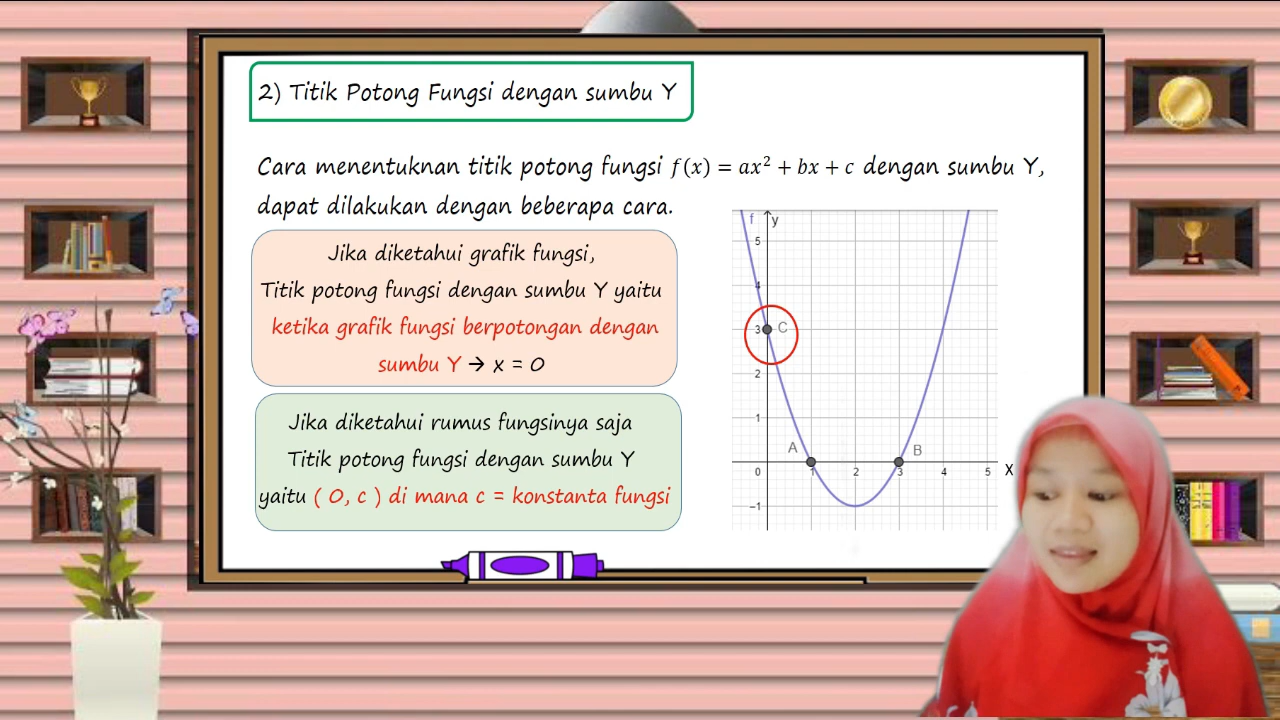 2) Titik Potong Fungsi dengan sumbu Y
Cara menentuknan titik potong fungsi f(x) = ax² + bx + c dengan sumbu Y,
dapat dilakukan dengan beberapa cara.
Jika diketahui grafik fungsi,
Titik potong fungsi dengan sumbu Y yaitu
ketika grafik fungsi berpotongan dengan
sumbu Y → x = 0
Jika diketahui rumus fungsinya saja
Titik potong fungsi dengan sumbu Y
yaitu ( 0, c ) di mana c = konstanta fungsi
f y
5
4
3 C
2
1
A B
0 1 2 3 4 5 X
−1